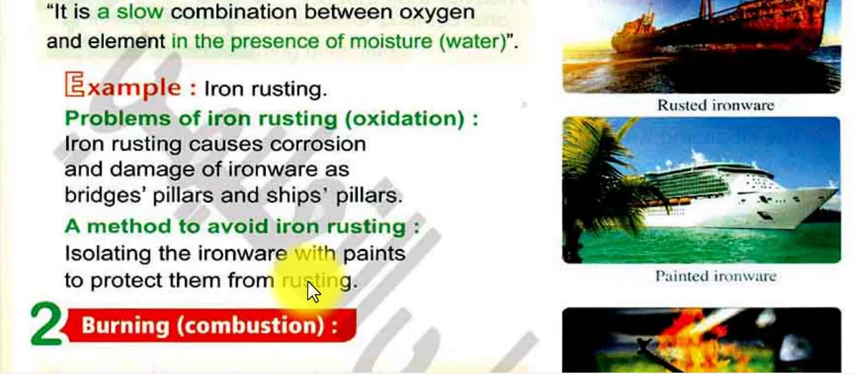 “It is a slow combination between oxygen
and element in the presence of moisture (water)”.
Example : Iron rusting.
Problems of iron rusting (oxidation) :
Iron rusting causes corrosion
and damage of ironware as
bridges’ pillars and ships’ pillars.
A method to avoid iron rusting :
Isolating the ironware with paints
to protect them from rusting.
2 Burning (combustion) :
Rusted ironware
Painted ironware